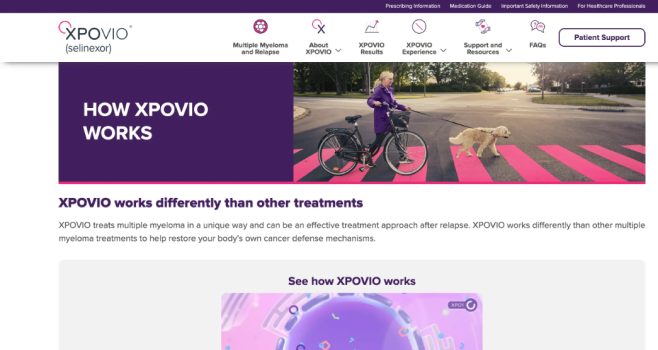 Prescribing Information Medication Guide Important Safety Information For Healthcare Professionals
XPOVIO®
(selinexor)
Multiple Myeloma
and Relapse
About
XPOVIO
XPOVIO
Results
XPOVIO
Experience
Support and
Resources
FAQs
Patient Support
HOW XPOVIO
WORKS
XPOVIO works differently than other treatments
XPOVIO treats multiple myeloma in a unique way and can be an effective treatment approach after relapse. XPOVIO works differently than other multiple
myeloma treatments to help restore your body's own cancer defense mechanisms.
See how XPOVIO works